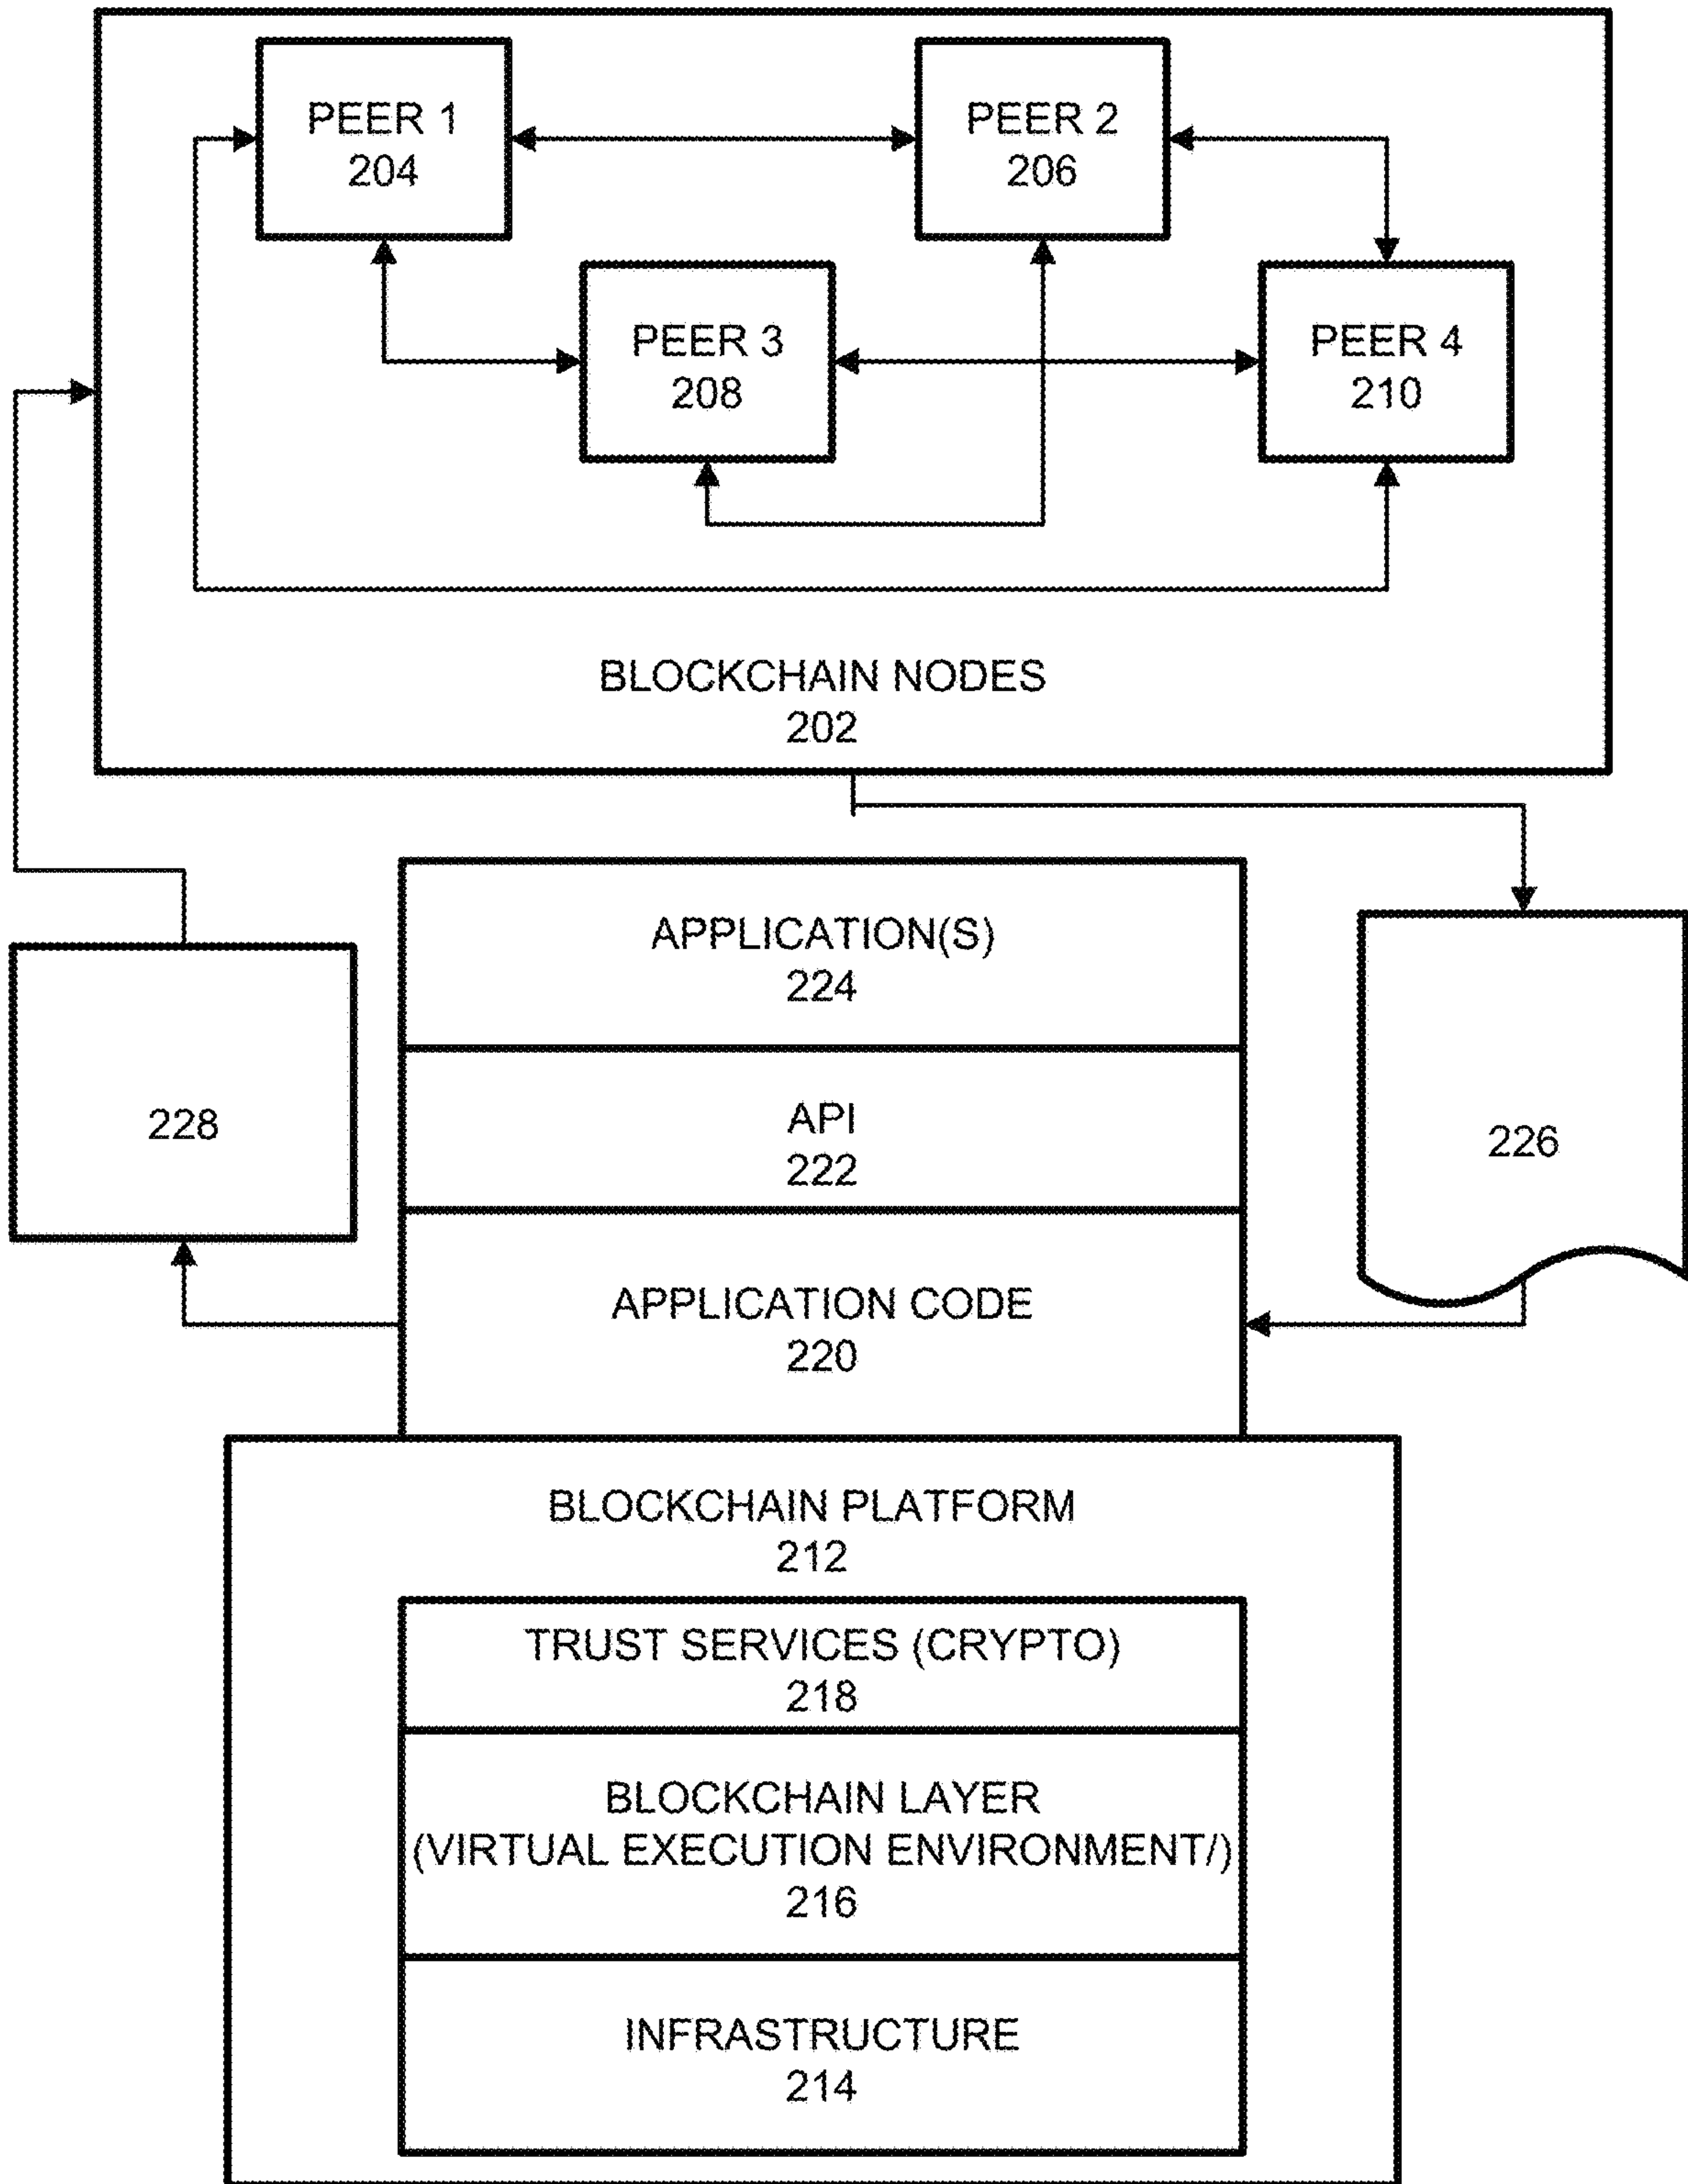 PEER 1
204
PEER 2
206
PEER 3
208
PEER 4
210
BLOCKCHAIN NODES
202
APPLICATION(S)
224
API
222
228
226
APPLICATION CODE
220
BLOCKCHAIN PLATFORM
212
TRUST SERVICES (CRYPTO)
218
BLOCKCHAIN LAYER
(VIRTUAL EXECUTION ENVIRONMENT/)
216
INFRASTRUCTURE
214